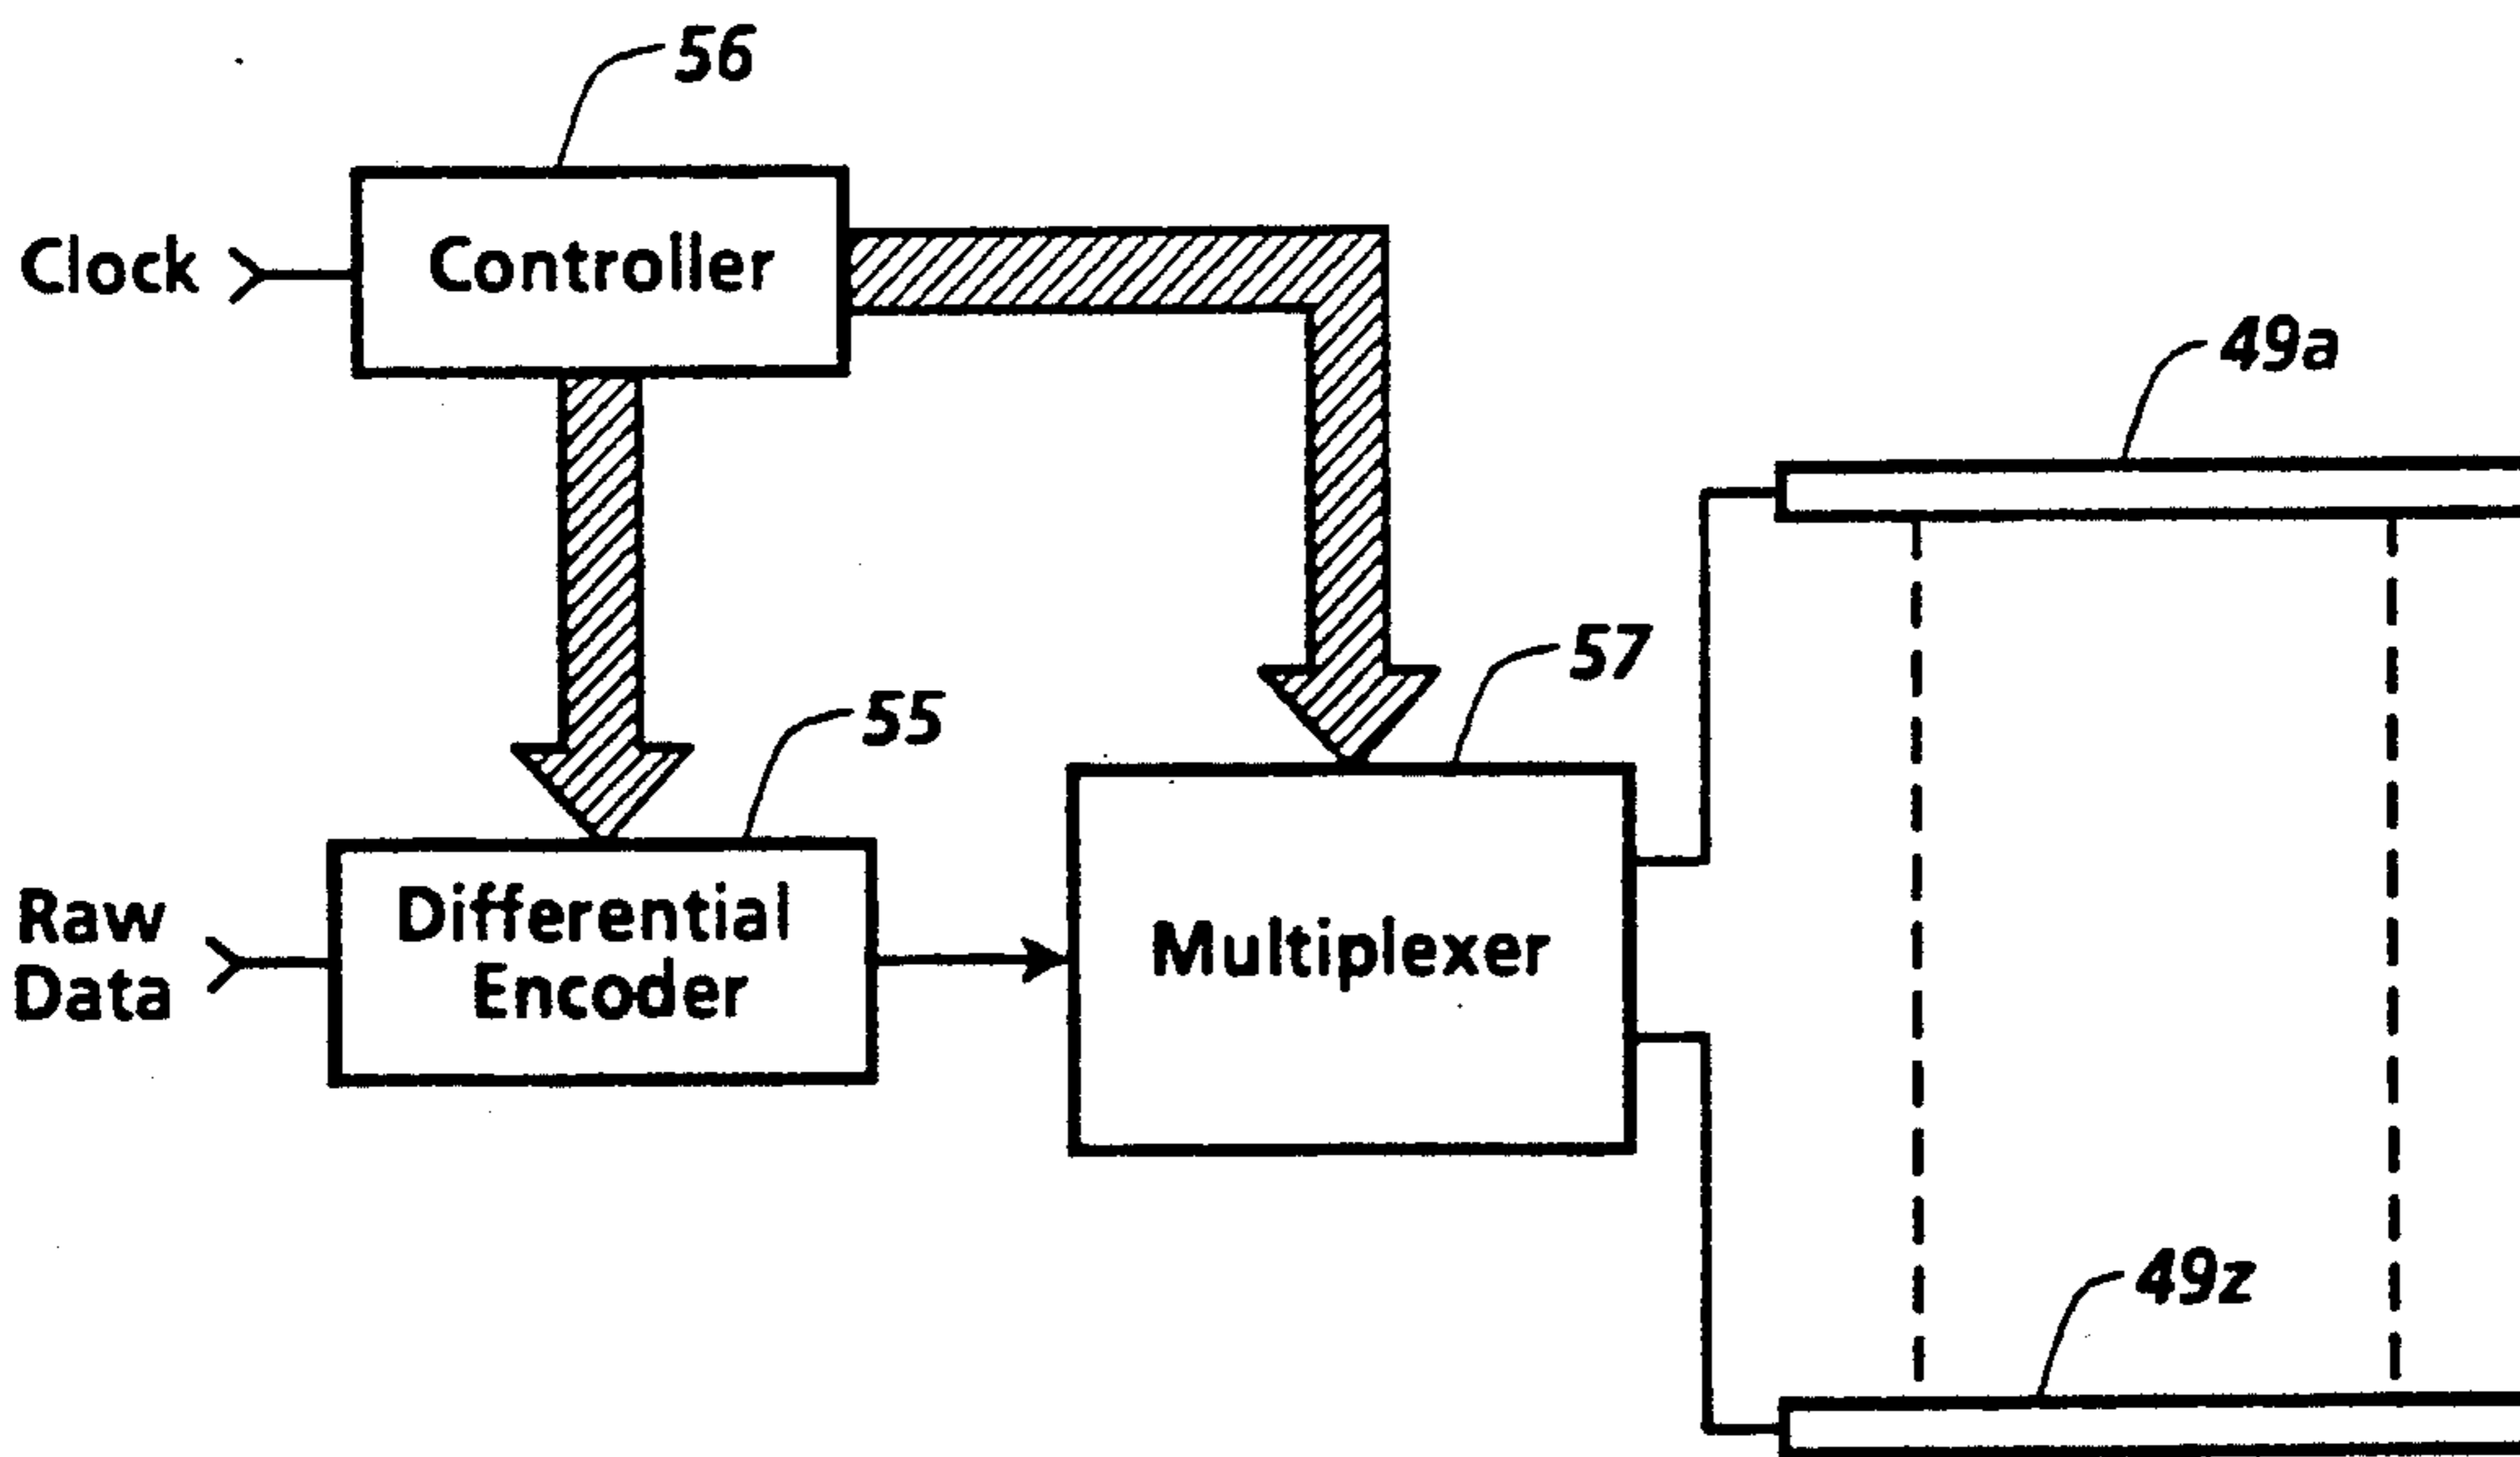 56
Clock
Controller
49a
57
55
Raw
Data
Differential
Encoder
Multiplexer
49z